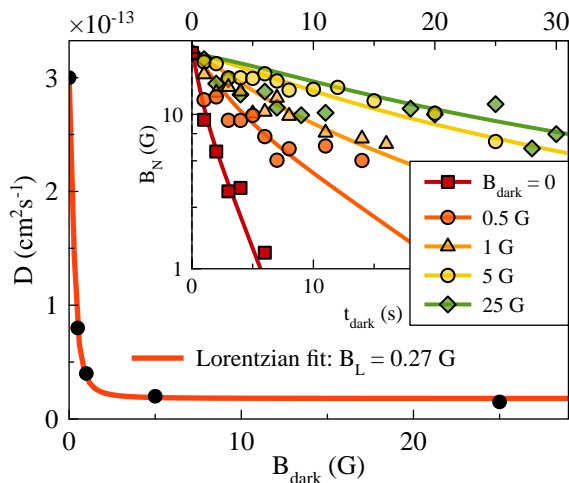 ×10⁻¹³
0 10 20 30
3
2
1
0
D (cm²s⁻¹)
10
1
B_N (G)
0 10
t_dark (s)
B_dark = 0
0.5 G
1 G
5 G
25 G
Lorentzian fit: B_L = 0.27 G
0 10 20
B_dark (G)